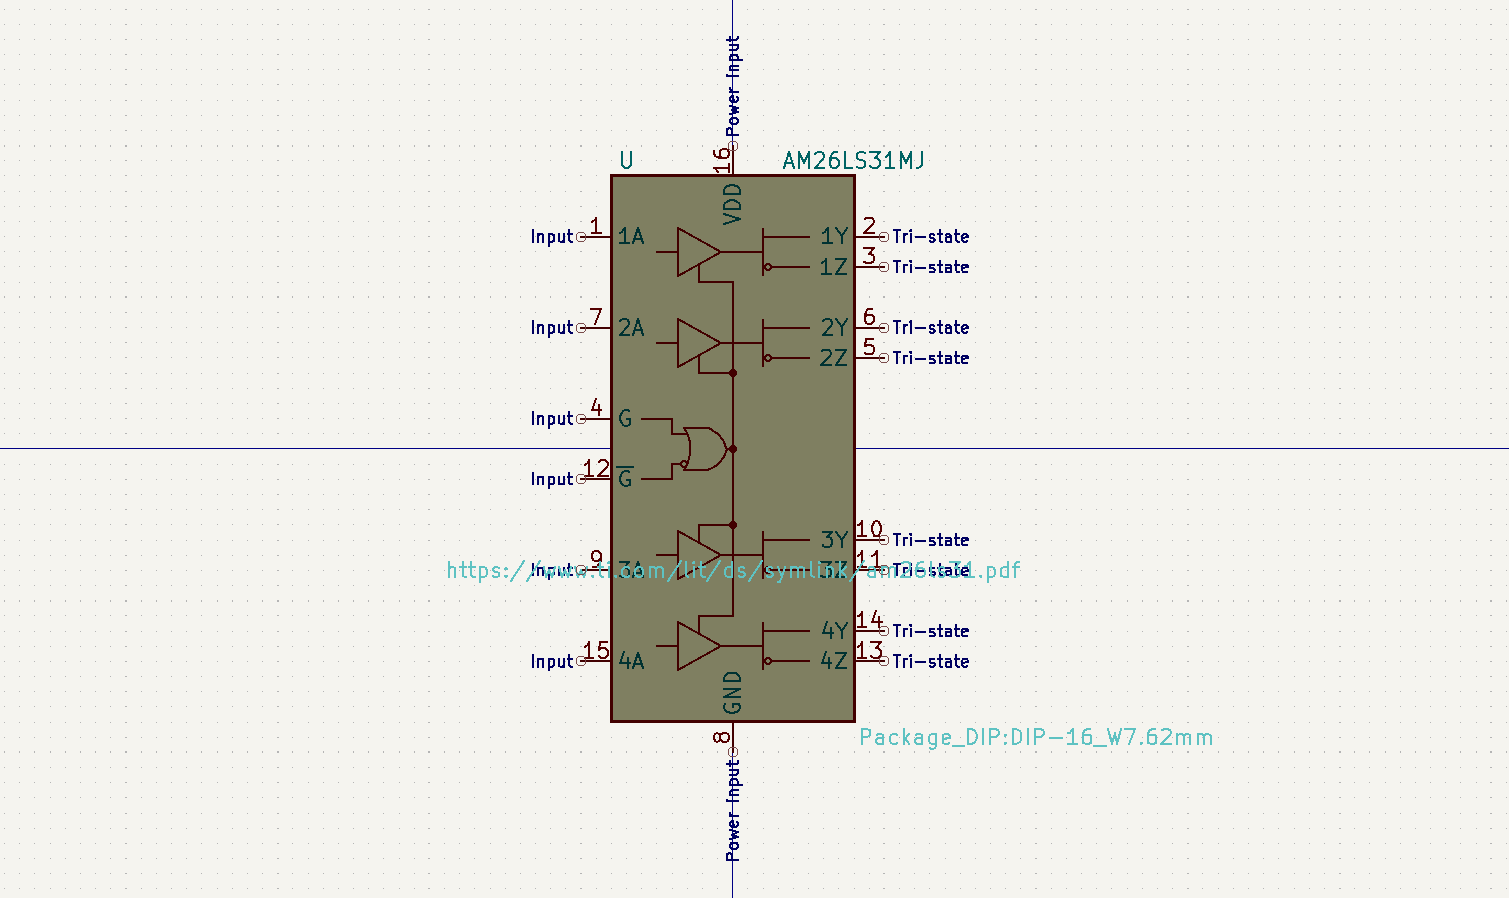 Power Input
U
16
AM26LS31MJ
VDD
Input 1 1A 1Y 2 Tri-state
1Z 3 Tri-state
Input 7 2A 2Y 6 Tri-state
2Z 5 Tri-state
Input 4 G
Input 12 G̅
3Y 10 Tri-state
Input 9 3A 3Z 11 Tri-state
https://www.ti.com/lit/ds/symlink/am26ls31.pdf
4Y 14 Tri-state
Input 15 4A 4Z 13 Tri-state
GND
8
Package_DIP:DIP-16_W7.62mm
Power Input